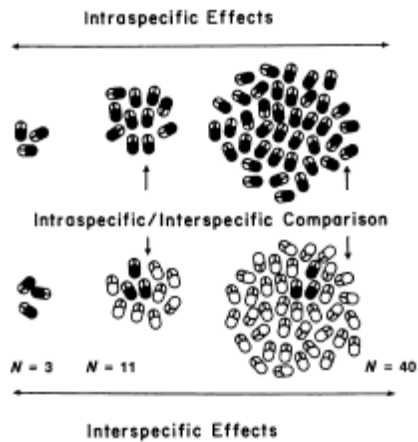 Intraspecific Effects
Intraspecific/Interspecific Comparison
N = 3 N = 11 N = 40
Interspecific Effects